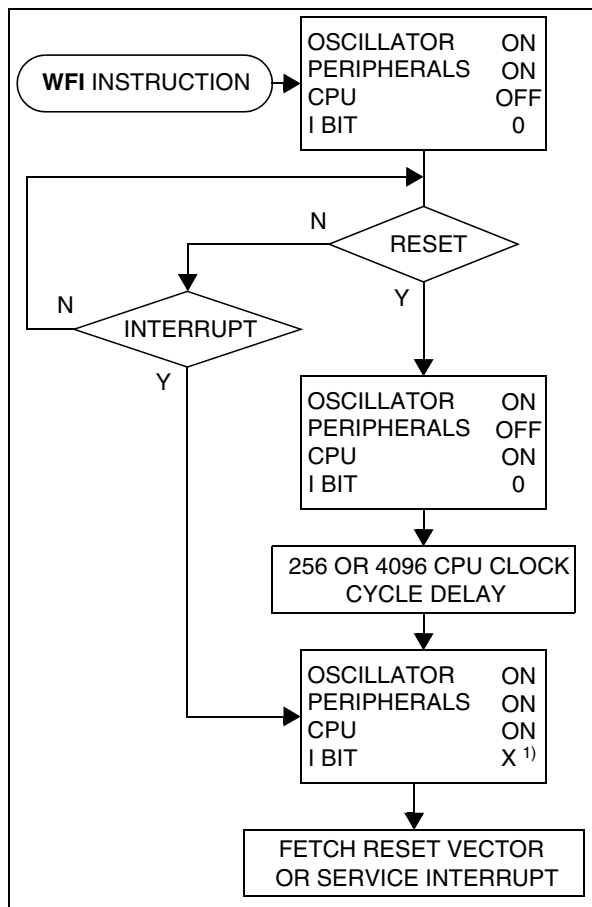 WFI INSTRUCTION
OSCILLATOR ON
PERIPHERALS ON
CPU OFF
I BIT 0
N
RESET
Y
N
INTERRUPT
Y
OSCILLATOR ON
PERIPHERALS OFF
CPU ON
I BIT 0
256 OR 4096 CPU CLOCK
CYCLE DELAY
OSCILLATOR ON
PERIPHERALS ON
CPU ON
I BIT X 1)
FETCH RESET VECTOR
OR SERVICE INTERRUPT